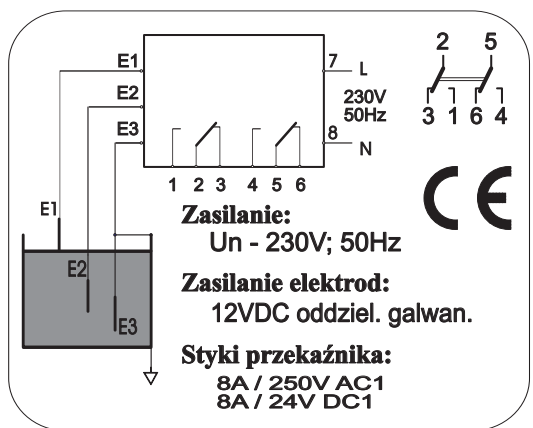 E1
E2
E3
7 L
230V
50Hz
8 N
1 2 3 4 5 6
2 5
3 1 6 4
CE
E1
E2
E3
Zasilanie:
Un - 230V; 50Hz
Zasilanie elektrod:
12VDC oddziel. galwan.
Styki przekaźnika:
8A / 250V AC1
8A / 24V DC1